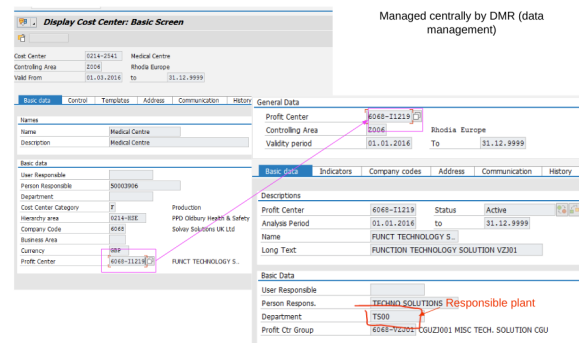 Managed centrally by DMR (data
management)
Display Cost Center: Basic Screen
Cost Center 0214-2541 Medical Centre
Controlling Area Z006 Rhodia Europe
Valid From 01.03.2016 to 31.12.9999
Basic data Control Templates Address Communication History
Names
Name Medical Centre
Description Medical Centre
Basic data
User Responsible
Person Responsible 50003906
Department
Cost Center Category F Production
Hierarchy area 0214-HSE PPD Oldbury Health & Safety
Company Code 6068 Solvay Solutions UK Ltd
Business Area
Currency GBP
Profit Center 6068-I1219 FUNCT TECHNOLOGY S..
General Data
Profit Center 6068-I1219
Controlling Area Z006 Rhodia Europe
Validity period 01.01.2016 To 31.12.9999
Basic data Indicators Company codes Address Communication History
Descriptions
Profit Center 6068-I1219 Status Active
Analysis Period 01.01.2016 to 31.12.9999
Name FUNCT TECHNOLOGY S..
Long Text FUNCTION TECHNOLOGY SOLUTION VZJ01
Basic Data
User Responsible
Person Respons. TECHNO SOLUTIONS Responsible plant
Department TS00
Profit Ctr Group 6068-VZJ01 CGUZJ001 MISC TECH. SOLUTION CGU